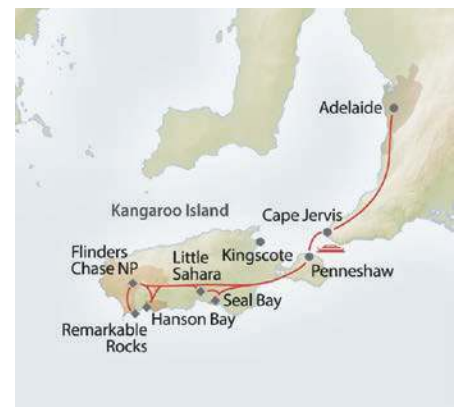 Adelaide
Kangaroo Island
Cape Jervis
Flinders
Chase NP
Little
Sahara
Kingscote
Penneshaw
Seal Bay
Hanson Bay
Remarkable
Rocks